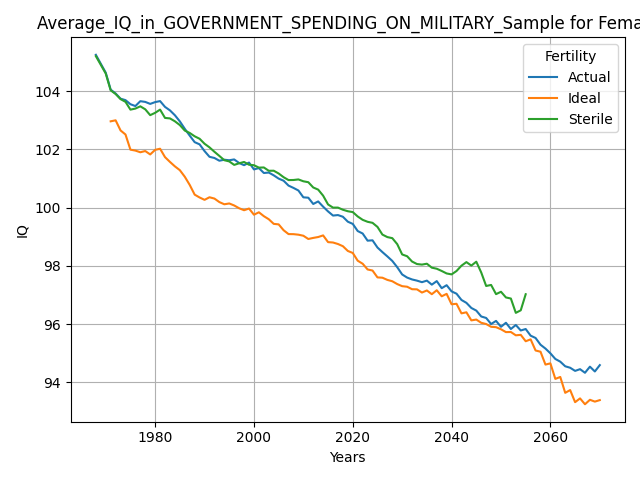 Average_IQ_in_GOVERNMENT_SPENDING_ON_MILITARY_Sample for Fema
Fertility
Actual
Ideal
Sterile
104
102
100
98
96
94
IQ
1980
2000
2020
2040
2060
Years